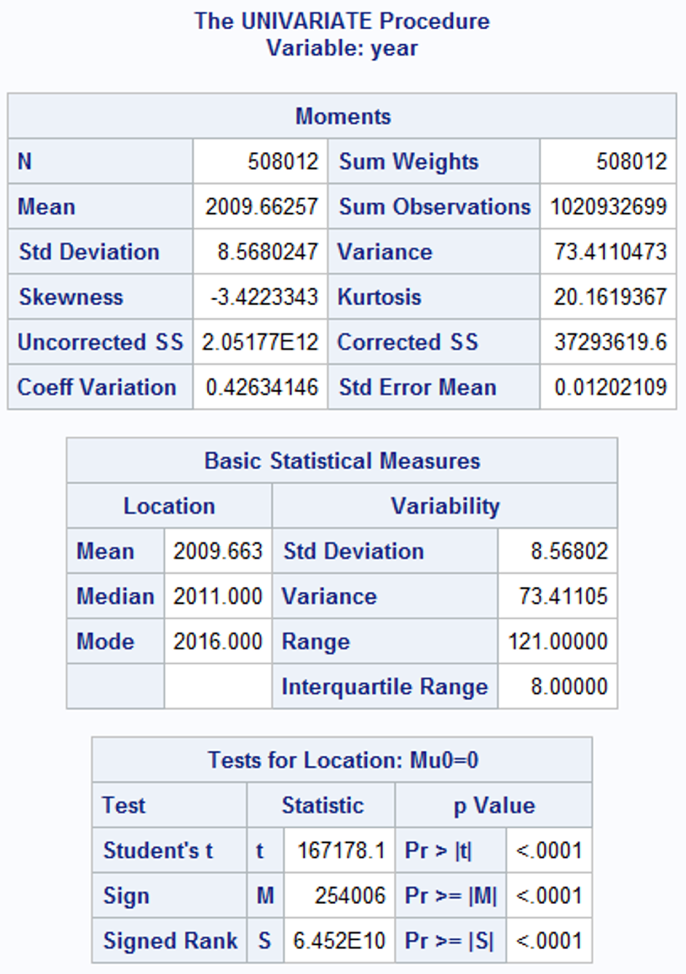 The UNIVARIATE Procedure
Variable: year
Moments
N 508012 Sum Weights 508012
Mean 2009.66257 Sum Observations 1020932699
Std Deviation 8.5680247 Variance 73.4110473
Skewness -3.4223343 Kurtosis 20.1619367
Uncorrected SS 2.05177E12 Corrected SS 37293619.6
Coeff Variation 0.42634146 Std Error Mean 0.01202109
Basic Statistical Measures
Location Variability
Mean 2009.663 Std Deviation 8.56802
Median 2011.000 Variance 73.41105
Mode 2016.000 Range 121.00000
Interquartile Range 8.00000
Tests for Location: Mu0=0
Test Statistic p Value
Student's t t 167178.1 Pr > |t| <.0001
Sign M 254006 Pr >= |M| <.0001
Signed Rank S 6.452E10 Pr >= |S| <.0001